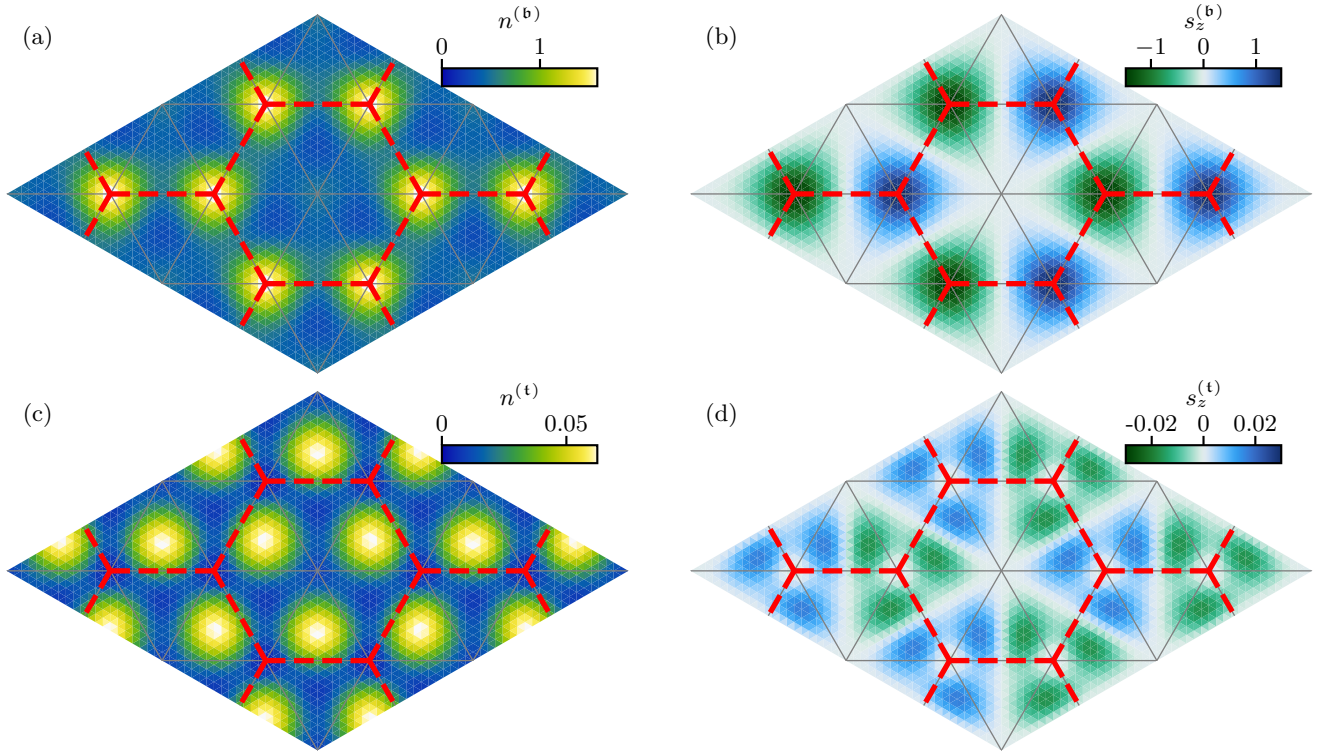 (a)
n^(𝔟)
0 1
(b)
s_z^(𝔟)
−1 0 1
(c)
n^(𝔱)
0 0.05
(d)
s_z^(𝔱)
-0.02 0 0.02